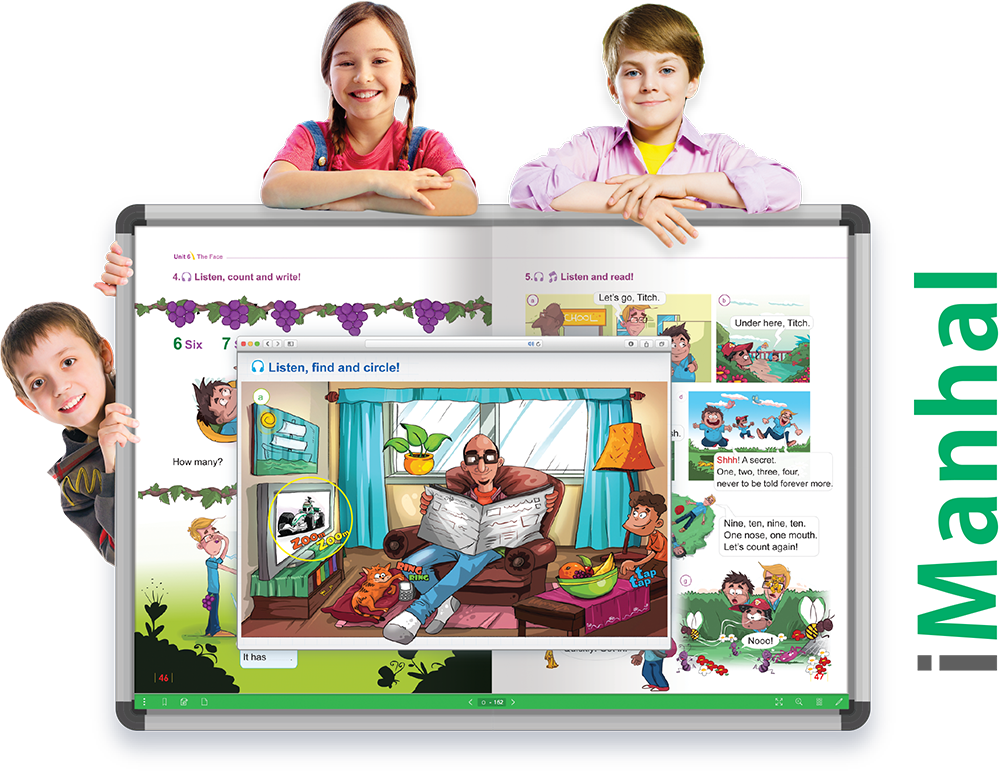 Unit 6 \ The Face
4. Listen, count and write!
6 Six
7
How many?
It has
46
5. Listen and read!
a
Let's go, Titch.
b
Under here, Titch.
d
sh.
Shhh! A secret.
One, two, three, four,
never to be told forever more.
Nine, ten, nine, ten.
One nose, one mouth.
Let's count again!
g
Nooo!
47
Listen, find and circle!
a
ZOOM
ZOOM
RING
RING
tap
tap
iManhal